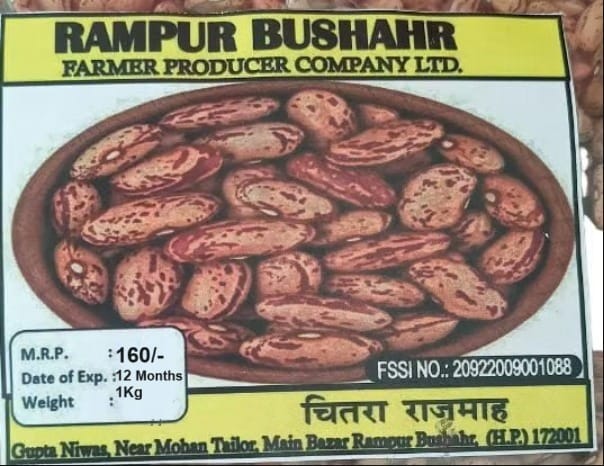 RAMPUR BUSHAHR
FARMER PRODUCER COMPANY LTD.
FSSI NO.: 20922009001088
M.R.P. : 160/-
Date of Exp. : 12 Months
Weight : 1Kg
चितरा राजमाह
Gupta Niwas, Near Mohan Tailor, Main Bazar Rampur Bushahr, (H.P.) 172001